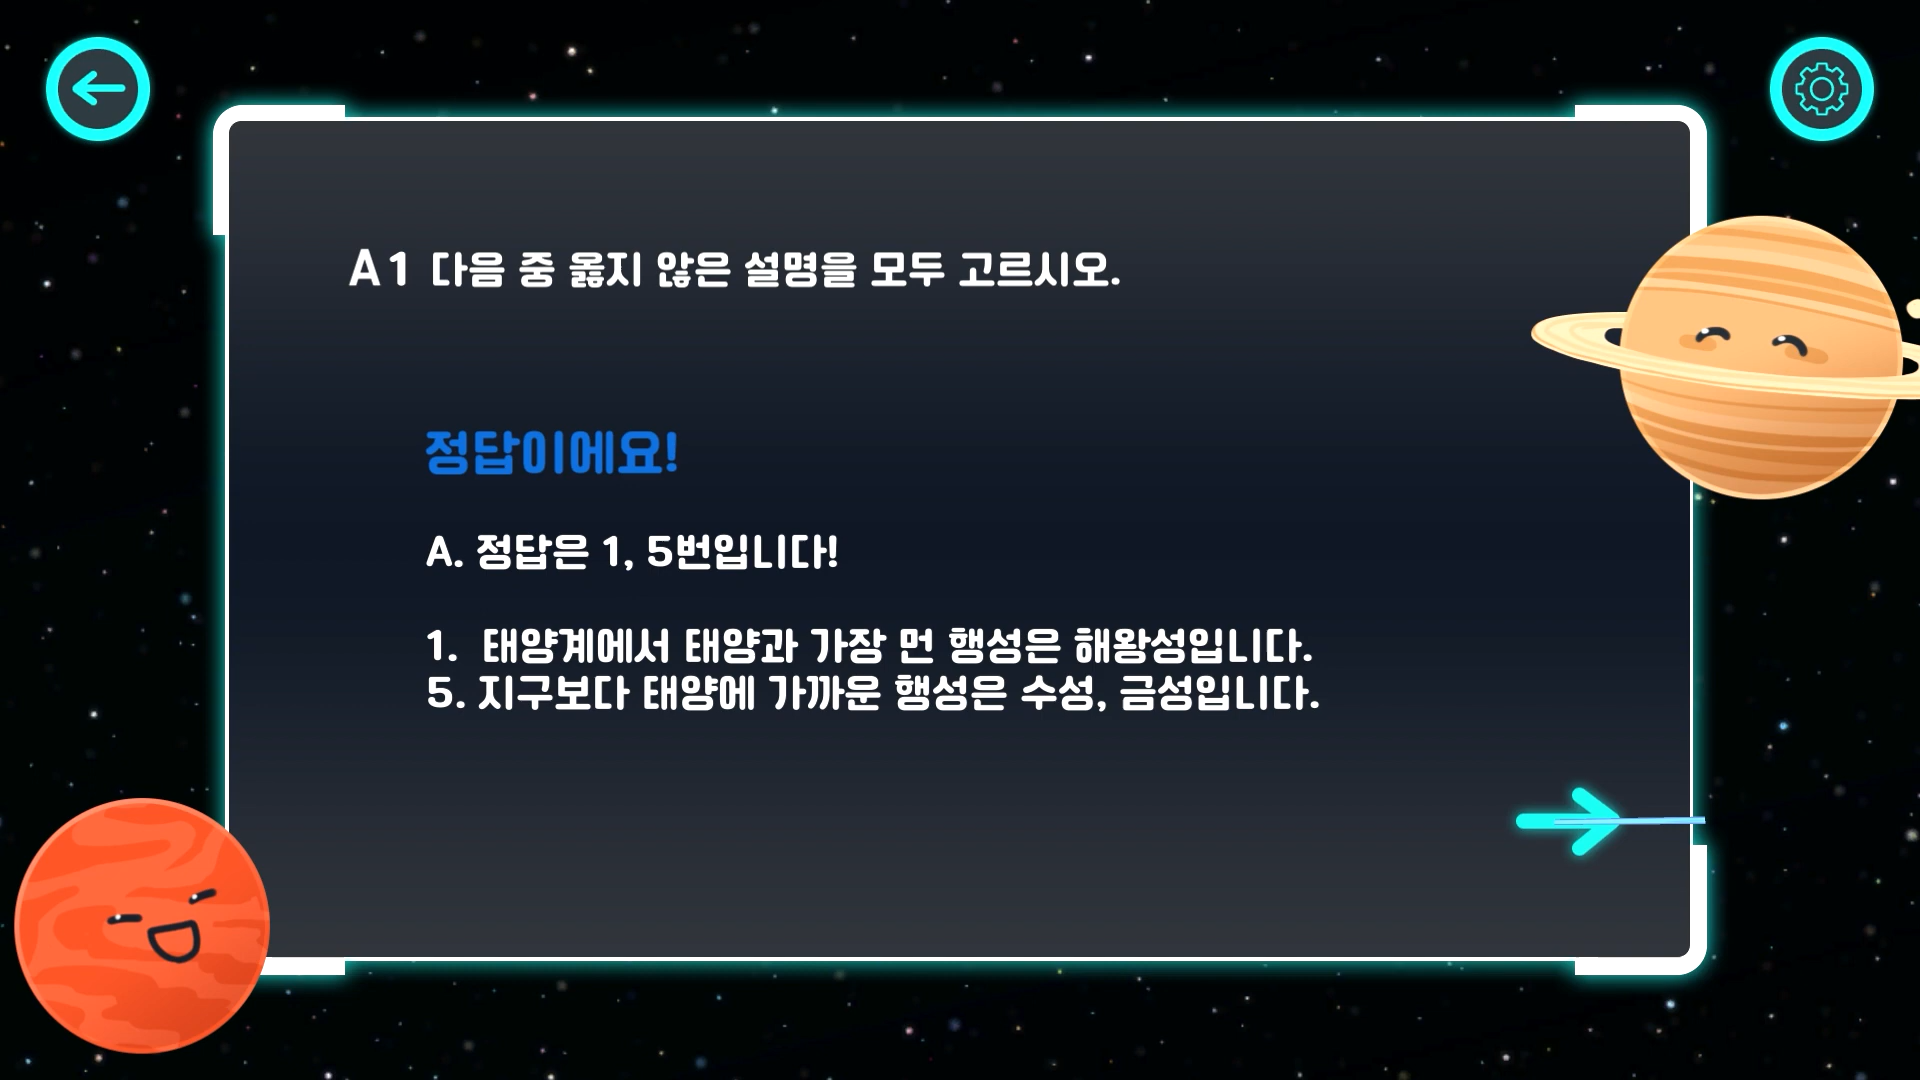 A1 다음 중 옳지 않은 설명을 모두 고르시오.
정답이에요!
A. 정답은 1, 5번입니다!
1. 태양계에서 태양과 가장 먼 행성은 해왕성입니다.
5. 지구보다 태양에 가까운 행성은 수성, 금성입니다.